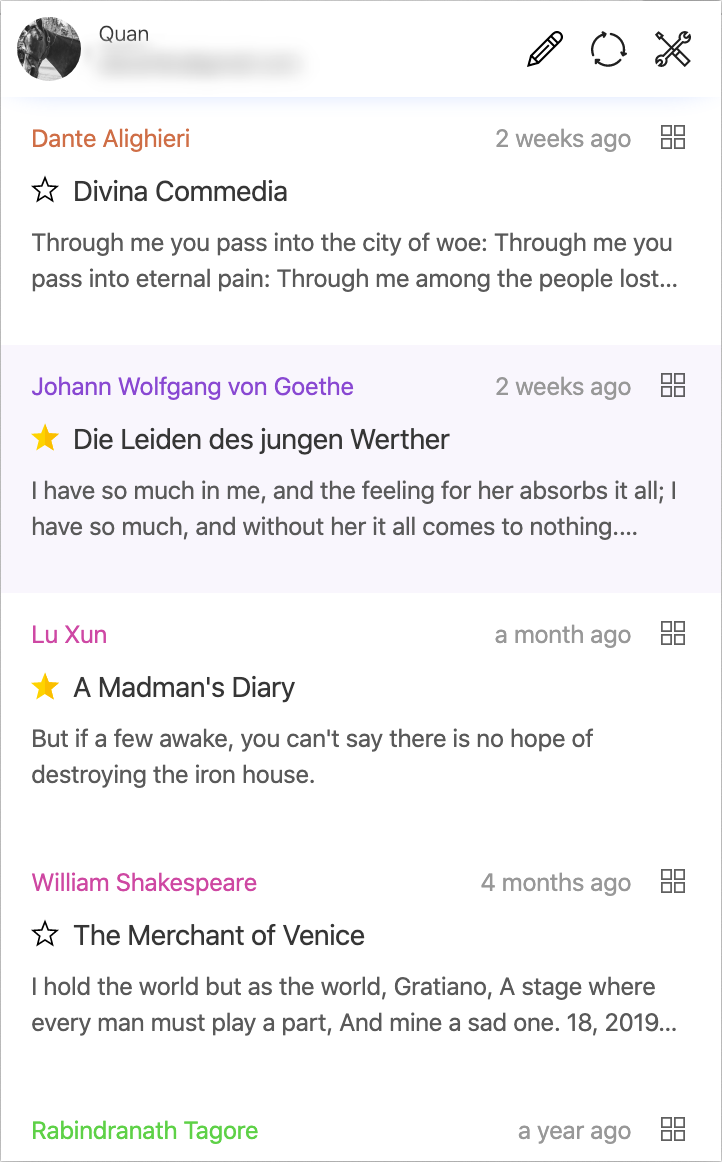 Quan
Dante Alighieri 2 weeks ago
Divina Commedia
Through me you pass into the city of woe: Through me you
pass into eternal pain: Through me among the people lost...
Johann Wolfgang von Goethe 2 weeks ago
Die Leiden des jungen Werther
I have so much in me, and the feeling for her absorbs it all; I
have so much, and without her it all comes to nothing....
Lu Xun a month ago
A Madman's Diary
But if a few awake, you can't say there is no hope of
destroying the iron house.
William Shakespeare 4 months ago
The Merchant of Venice
I hold the world but as the world, Gratiano, A stage where
every man must play a part, And mine a sad one. 18, 2019...
Rabindranath Tagore a year ago